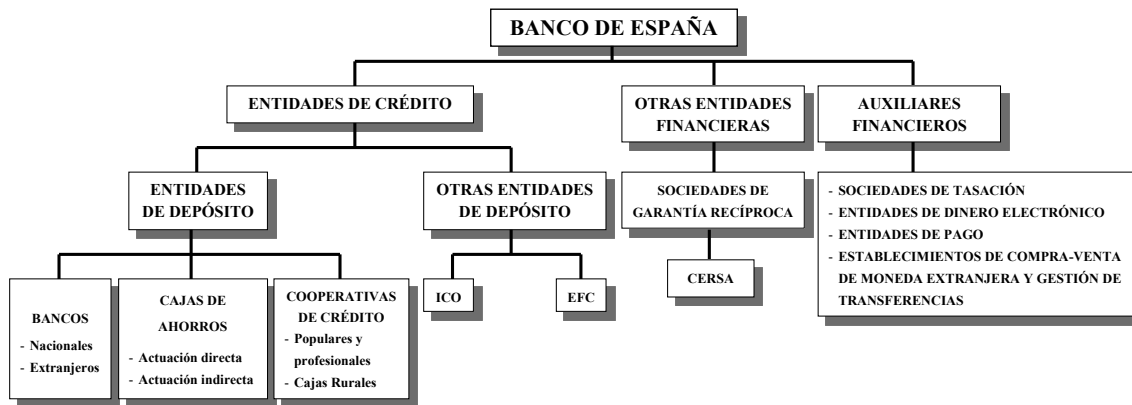 BANCO DE ESPAÑA
ENTIDADES DE CRÉDITO
OTRAS ENTIDADES
FINANCIERAS
AUXILIARES
FINANCIEROS
ENTIDADES
DE DEPÓSITO
OTRAS ENTIDADES
DE DEPÓSITO
SOCIEDADES DE
GARANTÍA RECÍPROCA
- SOCIEDADES DE TASACIÓN
- ENTIDADES DE DINERO ELECTRÓNICO
- ENTIDADES DE PAGO
- ESTABLECIMIENTOS DE COMPRA-VENTA
DE MONEDA EXTRANJERA Y GESTIÓN DE
TRANSFERENCIAS
BANCOS
- Nacionales
- Extranjeros
CAJAS DE
AHORROS
- Actuación directa
- Actuación indirecta
COOPERATIVAS
DE CRÉDITO
- Populares y
profesionales
- Cajas Rurales
ICO
EFC
CERSA